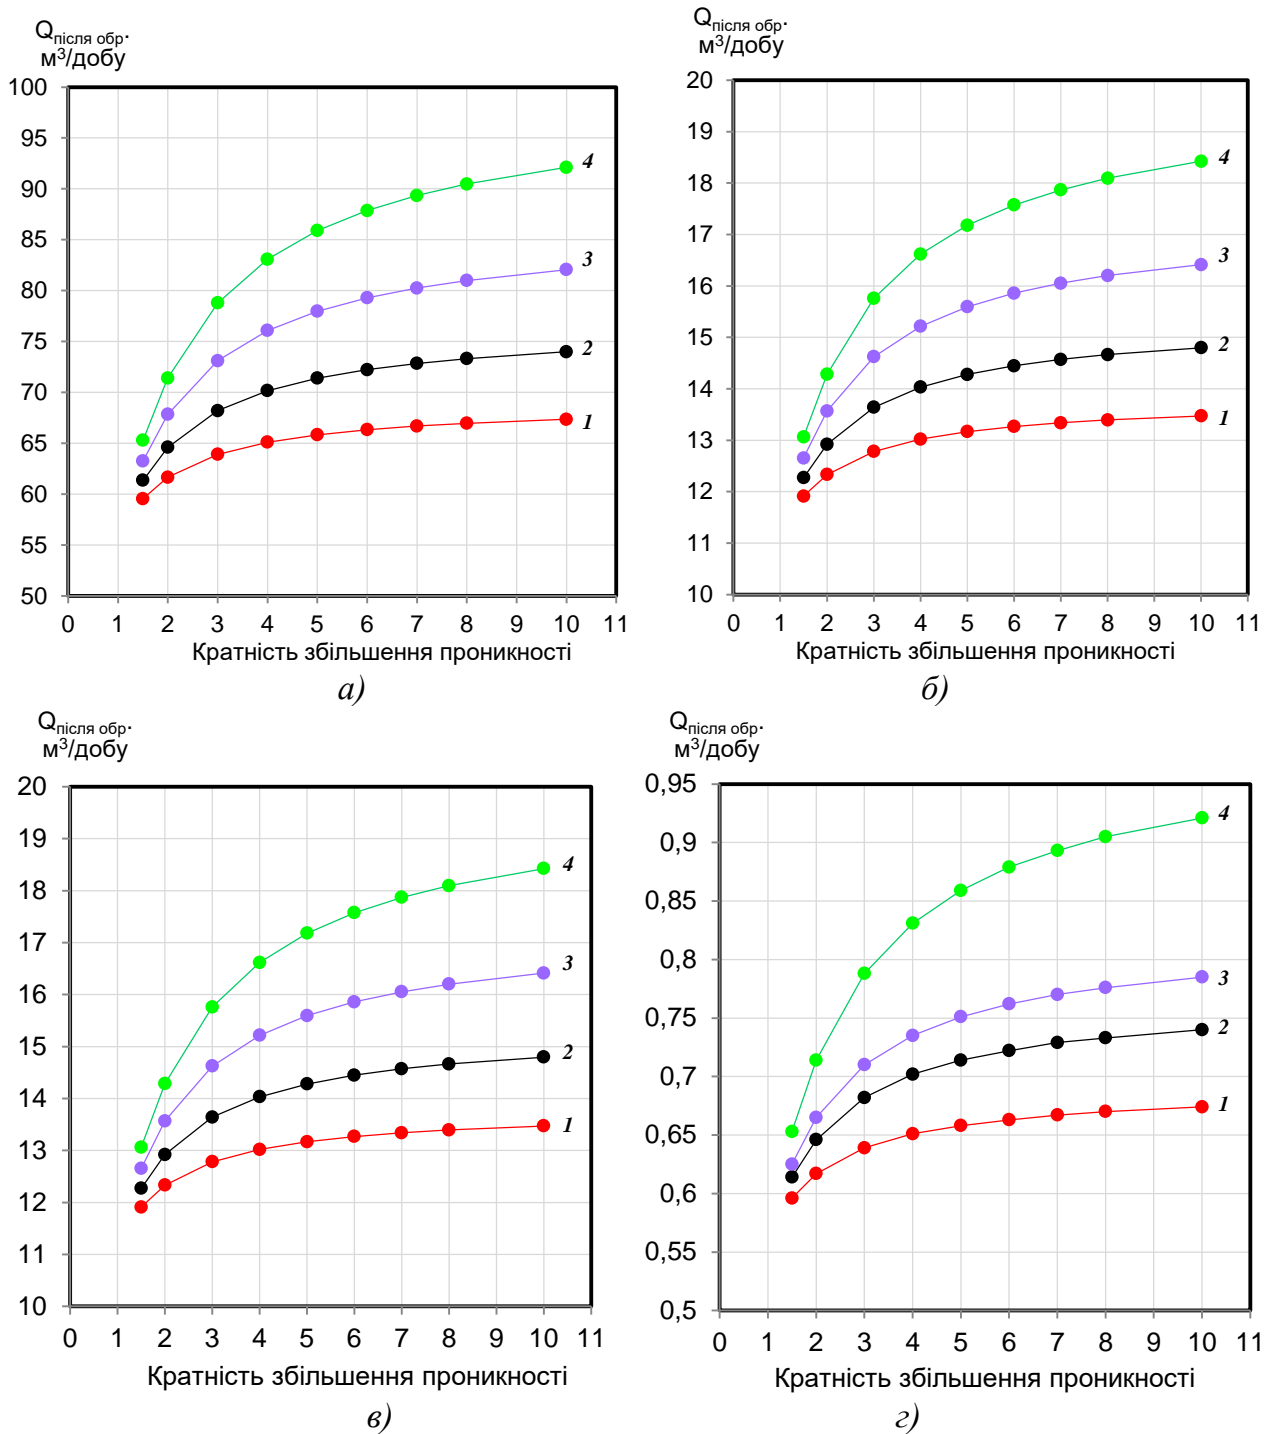 Qпісля обр.
м³/добу
100
95
90
85
80
75
70
65
60
55
50
0 1 2 3 4 5 6 7 8 9 10 11
4
3
2
1
Кратність збільшення проникності
а)
Qпісля обр.
м³/добу
20
19
18
17
16
15
14
13
12
11
10
0 1 2 3 4 5 6 7 8 9 10 11
4
3
2
1
Кратність збільшення проникності
б)
Qпісля обр.
м³/добу
20
19
18
17
16
15
14
13
12
11
10
0 1 2 3 4 5 6 7 8 9 10 11
4
3
2
1
Кратність збільшення проникності
в)
Qпісля обр.
м³/добу
0,95
0,9
0,85
0,8
0,75
0,7
0,65
0,6
0,55
0,5
0 1 2 3 4 5 6 7 8 9 10 11
4
3
2
1
Кратність збільшення проникності
г)